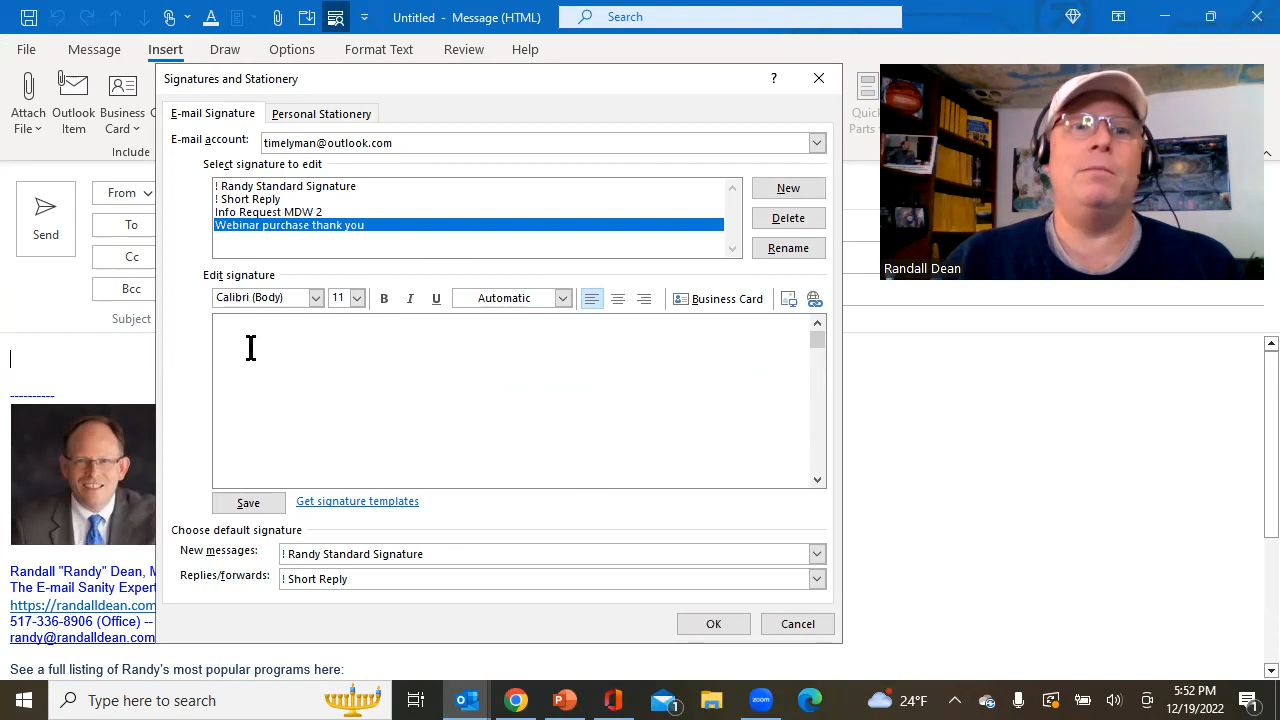 Untitled - Message (HTML)
Search
File
Message
Insert
Draw
Options
Format Text
Review
Help
Attach File
Outlook Item
Business Card
Include
Quick Parts
Signatures and Stationery
?
E-mail Signature
Personal Stationery
E-mail account:
timelyman@outlook.com
Select signature to edit
! Randy Standard Signature
! Short Reply
Info Request MDW 2
Webinar purchase thank you
New
Delete
Rename
Edit signature
Calibri (Body)
11
B I U
Automatic
Business Card
Save
Get signature templates
Choose default signature
New messages:
! Randy Standard Signature
Replies/forwards:
! Short Reply
OK
Cancel
Send
From
To
Cc
Bcc
Subject
Randall Dean
----------
Randall "Randy" Dean, M
The E-mail Sanity Expert
https://randalldean.com
517-336-8906 (Office) --
randy@randalldean.com
See a full listing of Randy's most popular programs here:
Type here to search
zoom
1
24°F
5:52 PM
12/19/2022
1